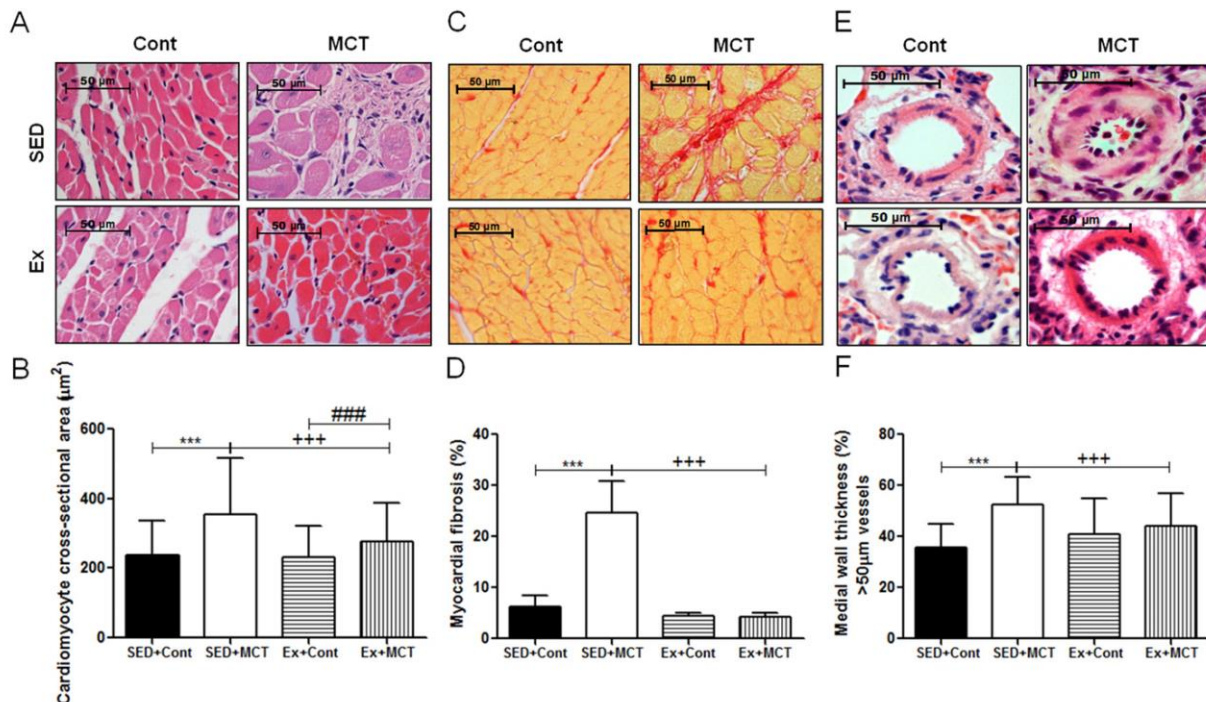 A
Cont MCT
SED
50 µm 50 µm
Ex
50 µm 50 µm
C
Cont MCT
50 µm 50 µm
50 µm 50 µm
E
Cont MCT
50 µm 50 µm
50 µm 50 µm
B
Cardiomyocyte cross-sectional area (µm²)
600
400
200
0
*** +++ ###
SED+Cont SED+MCT Ex+Cont Ex+MCT
D
Myocardial fibrosis (%)
40
30
20
10
0
*** +++
SED+Cont SED+MCT Ex+Cont Ex+MCT
F
Medial wall thickness (%)
>50µm vessels
80
60
40
20
0
*** +++
SED+Cont SED+MCT Ex+Cont Ex+MCT